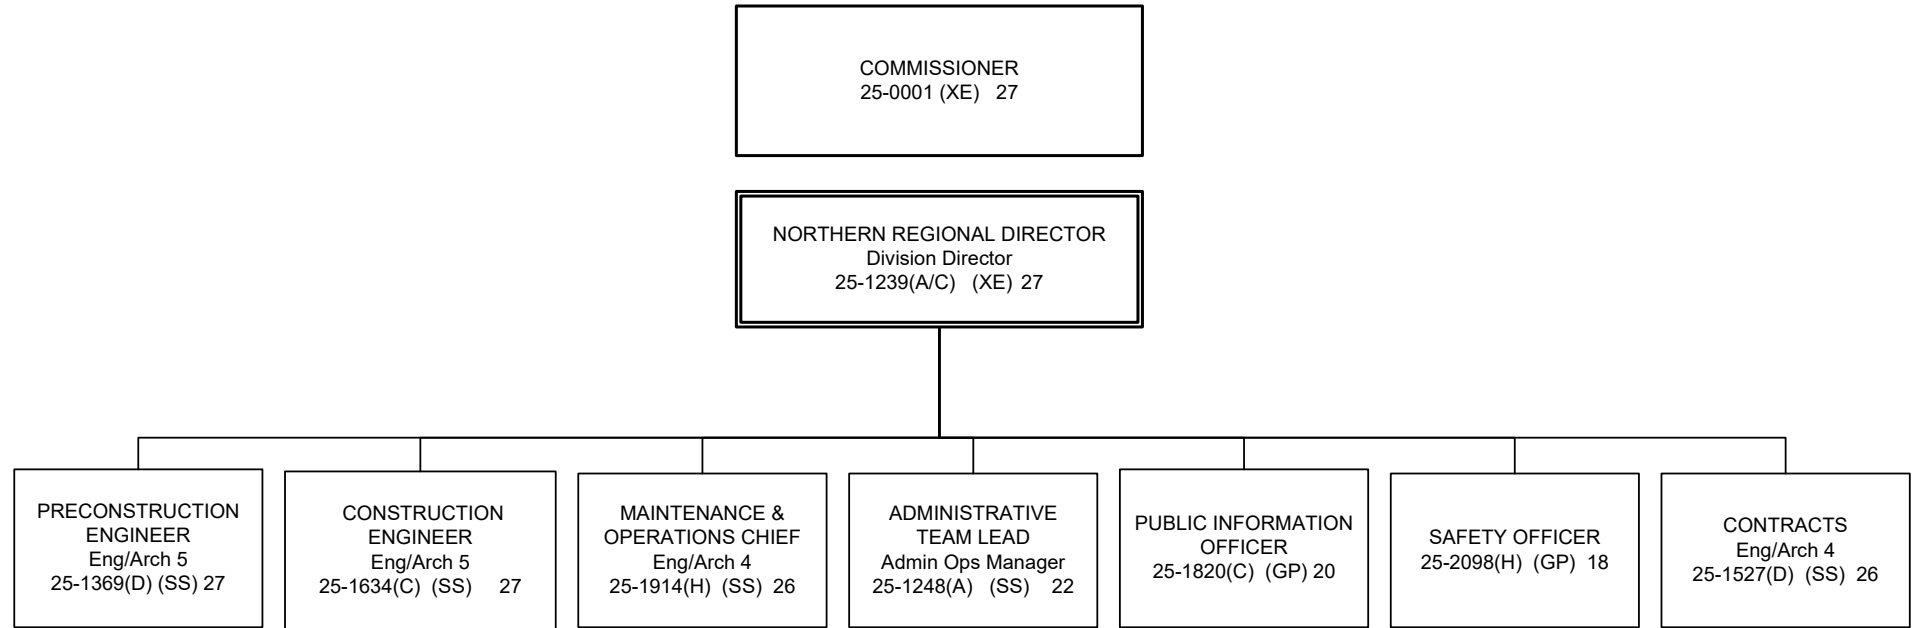 COMMISSIONER
25-0001 (XE) 27
NORTHERN REGIONAL DIRECTOR
Division Director
25-1239(A/C) (XE) 27
PRECONSTRUCTION
ENGINEER
Eng/Arch 5
25-1369(D) (SS) 27
CONSTRUCTION
ENGINEER
Eng/Arch 5
25-1634(C) (SS) 27
MAINTENANCE &
OPERATIONS CHIEF
Eng/Arch 4
25-1914(H) (SS) 26
ADMINISTRATIVE
TEAM LEAD
Admin Ops Manager
25-1248(A) (SS) 22
PUBLIC INFORMATION
OFFICER
25-1820(C) (GP) 20
SAFETY OFFICER
25-2098(H) (GP) 18
CONTRACTS
Eng/Arch 4
25-1527(D) (SS) 26